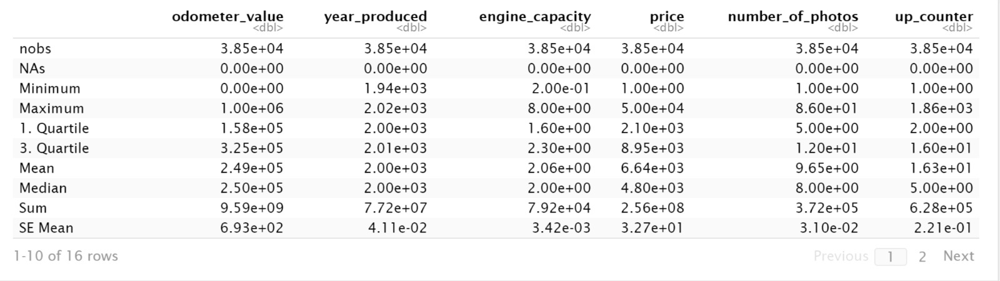 odometer_value year_produced engine_capacity price number_of_photos up_counter
<dbl> <dbl> <dbl> <dbl> <dbl> <dbl>
nobs 3.85e+04 3.85e+04 3.85e+04 3.85e+04 3.85e+04 3.85e+04
NAs 0.00e+00 0.00e+00 0.00e+00 0.00e+00 0.00e+00 0.00e+00
Minimum 0.00e+00 1.94e+03 2.00e-01 1.00e+00 1.00e+00 1.00e+00
Maximum 1.00e+06 2.02e+03 8.00e+00 5.00e+04 8.60e+01 1.86e+03
1. Quartile 1.58e+05 2.00e+03 1.60e+00 2.10e+03 5.00e+00 2.00e+00
3. Quartile 3.25e+05 2.01e+03 2.30e+00 8.95e+03 1.20e+01 1.60e+01
Mean 2.49e+05 2.00e+03 2.06e+00 6.64e+03 9.65e+00 1.63e+01
Median 2.50e+05 2.00e+03 2.00e+00 4.80e+03 8.00e+00 5.00e+00
Sum 9.59e+09 7.72e+07 7.92e+04 2.56e+08 3.72e+05 6.28e+05
SE Mean 6.93e+02 4.11e-02 3.42e-03 3.27e+01 3.10e-02 2.21e-01
1-10 of 16 rows Previous 1 2 Next